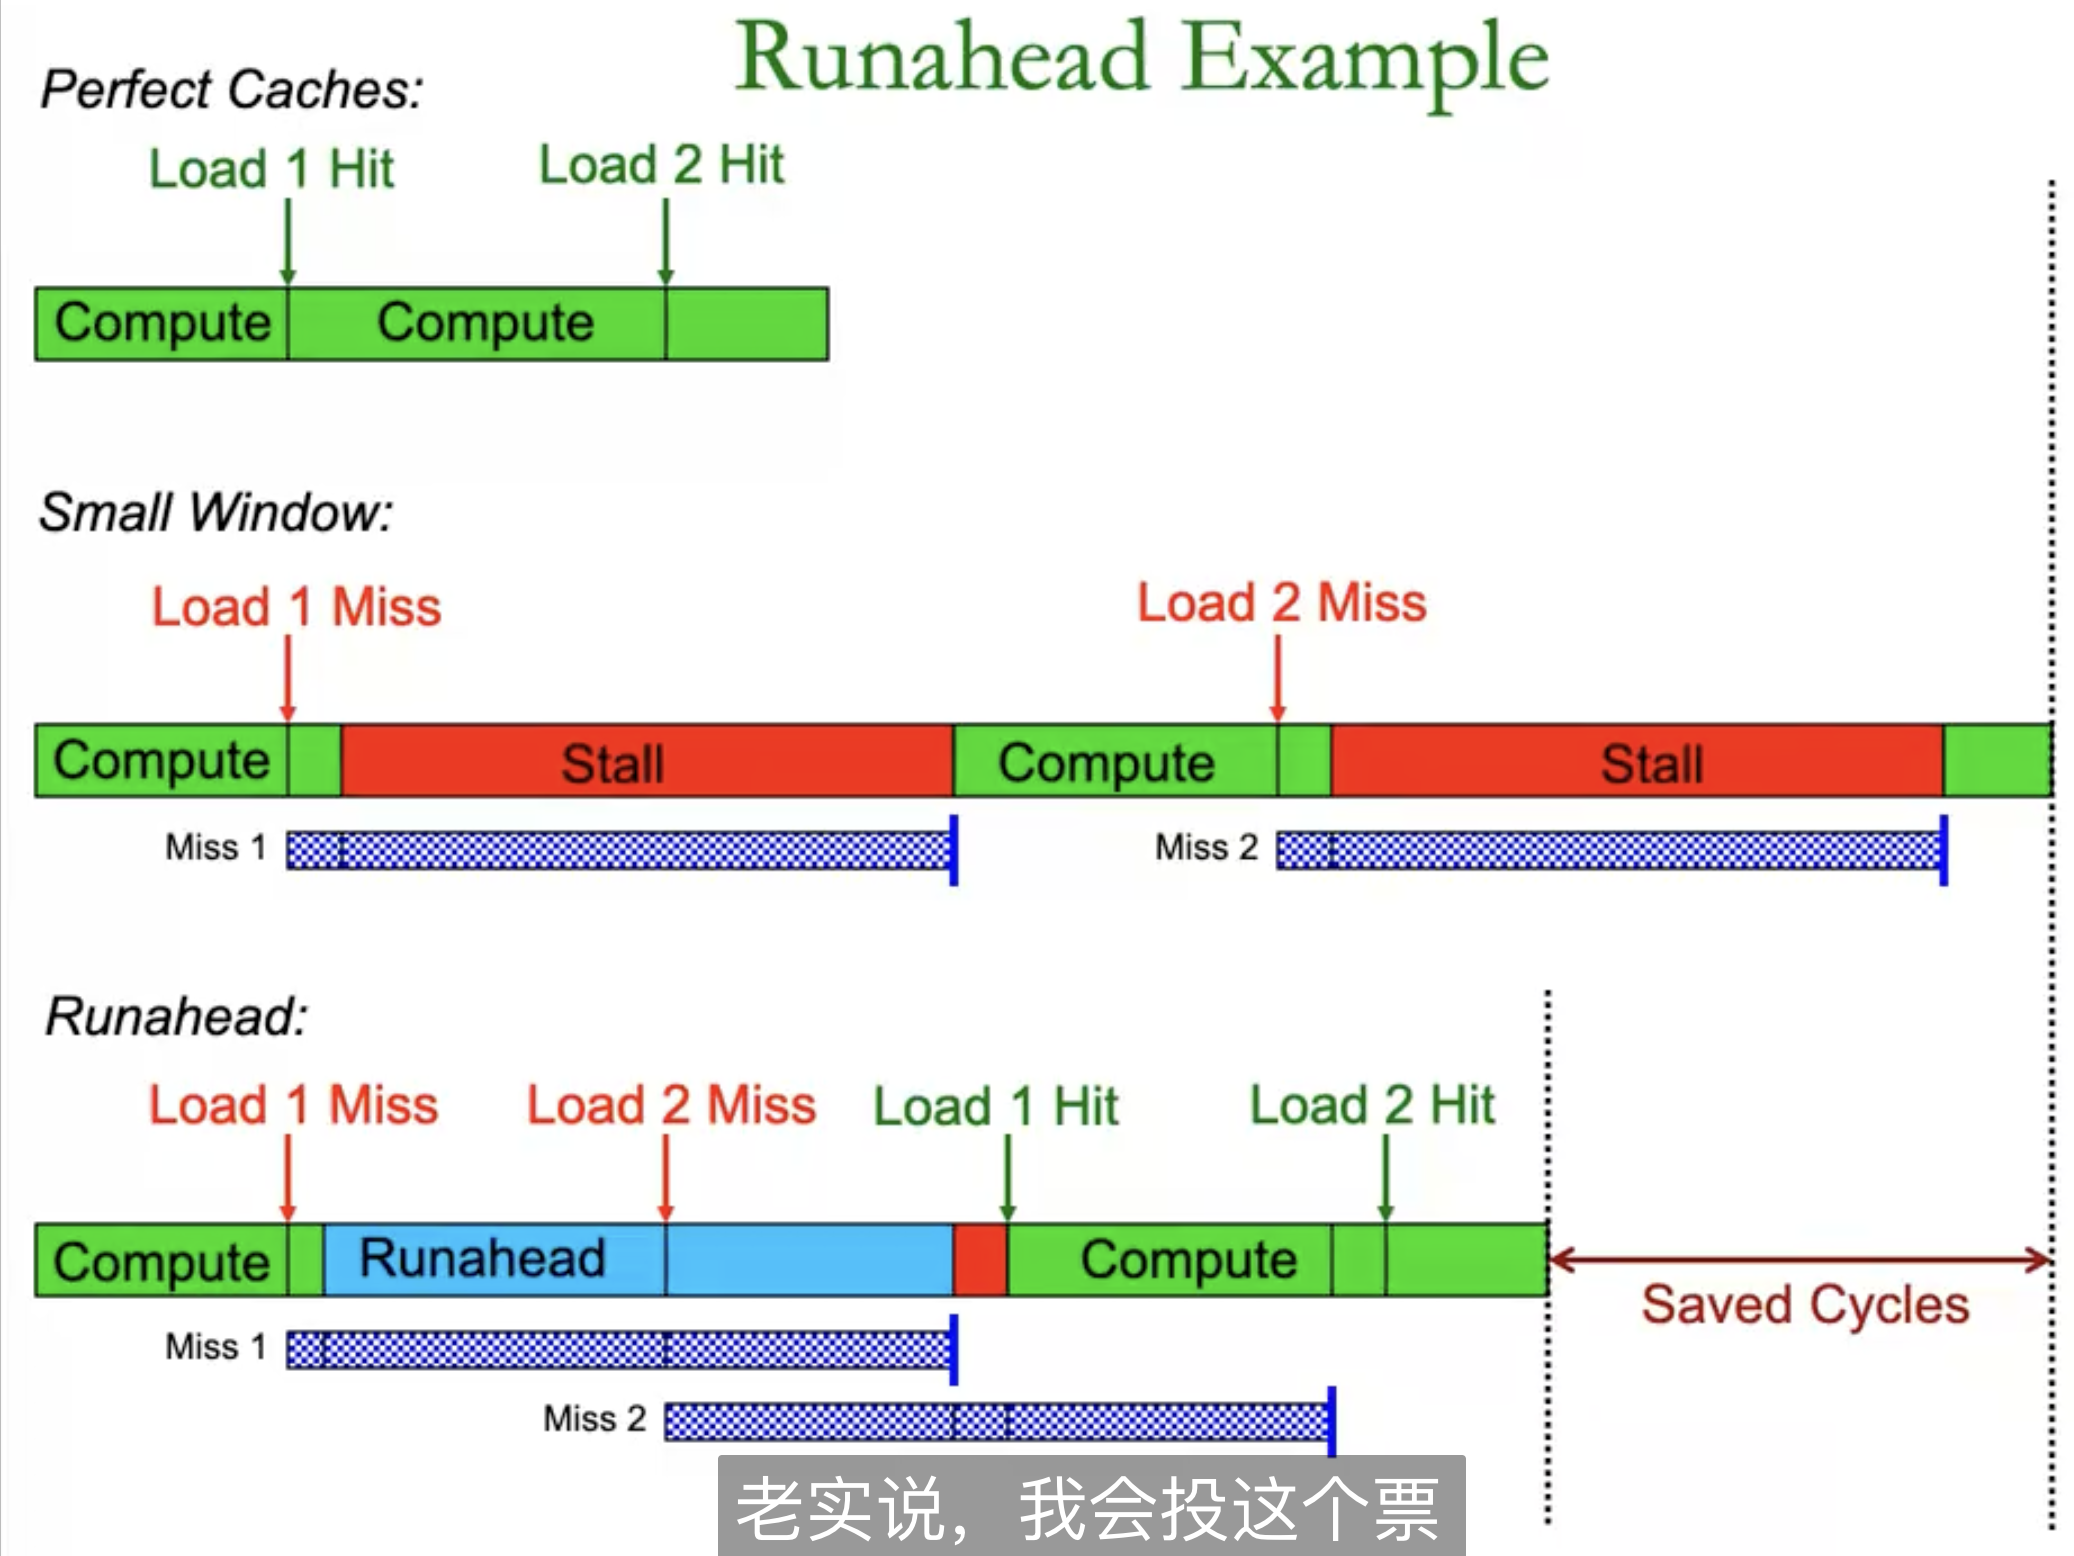 Runahead Example
Perfect Caches:
Load 1 Hit
Load 2 Hit
Compute
Compute
Small Window:
Load 1 Miss
Load 2 Miss
Compute
Stall
Compute
Stall
Miss 1
Miss 2
Runahead:
Load 1 Miss
Load 2 Miss
Load 1 Hit
Load 2 Hit
Compute
Runahead
Compute
Saved Cycles
Miss 1
Miss 2
老实说，我会投这个票